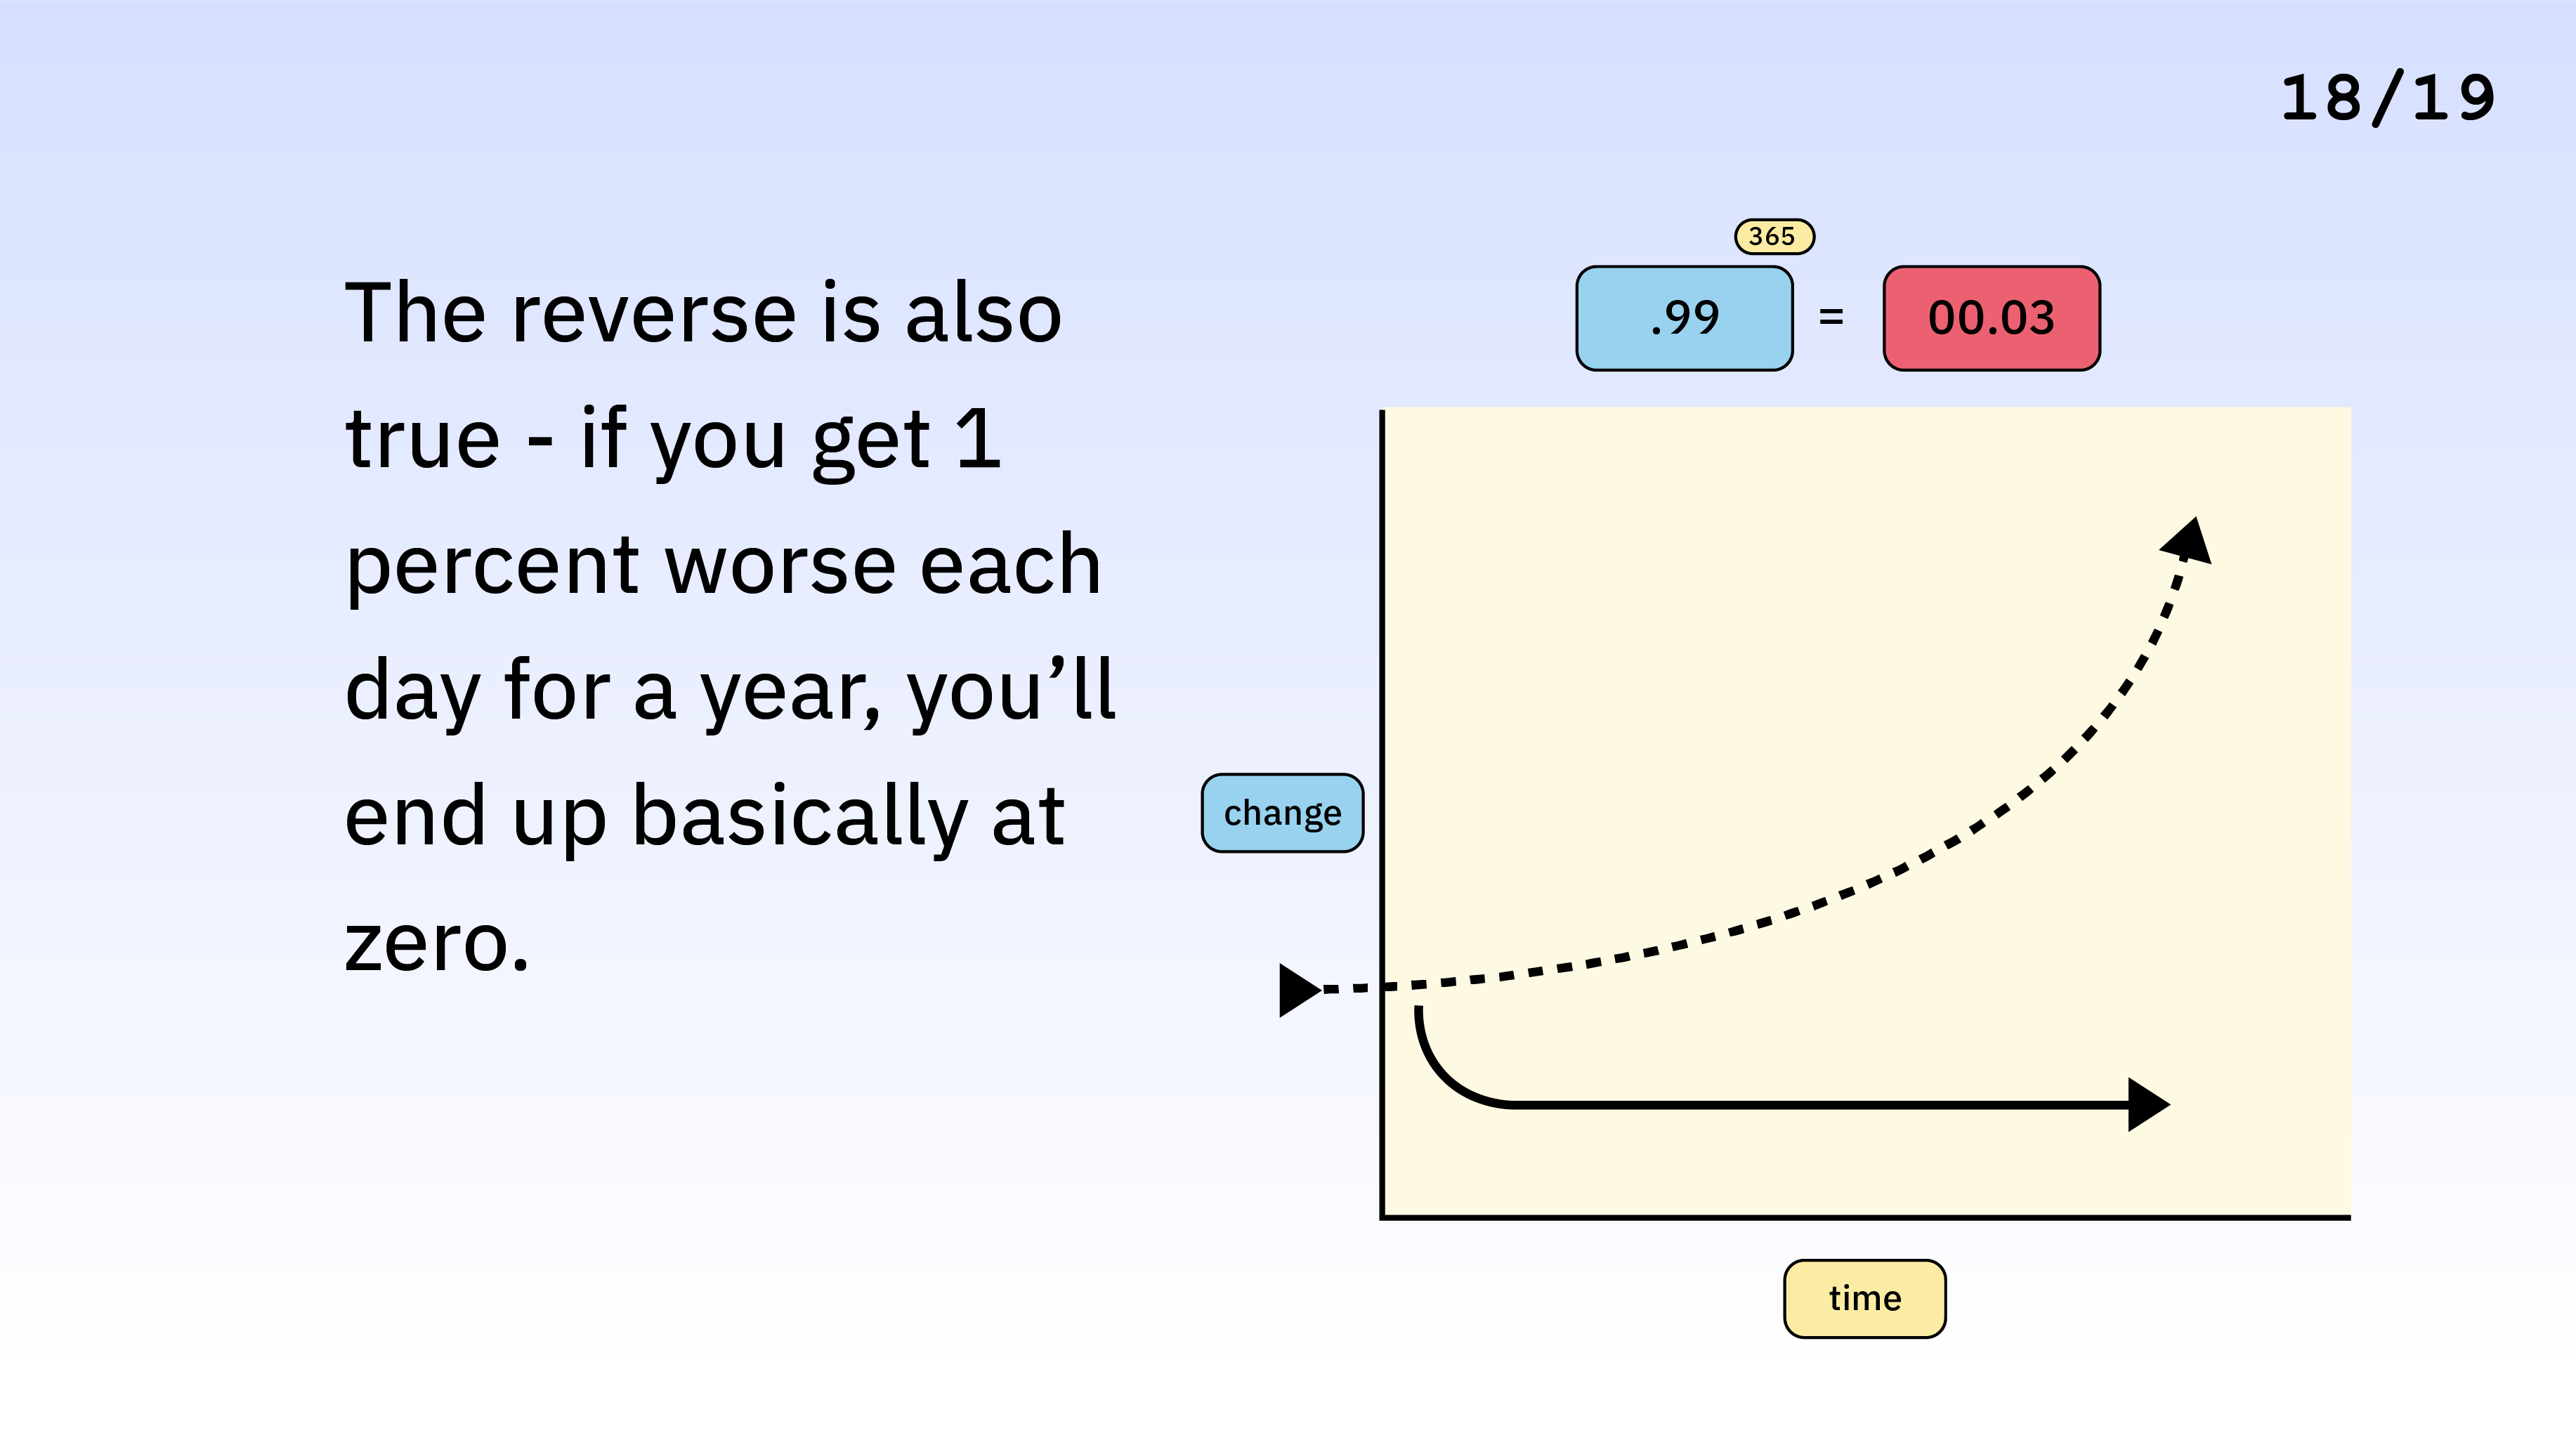 18/19
The reverse is also
true - if you get 1
percent worse each
day for a year, you’ll
end up basically at
zero.
365
.99 = 00.03
change
time